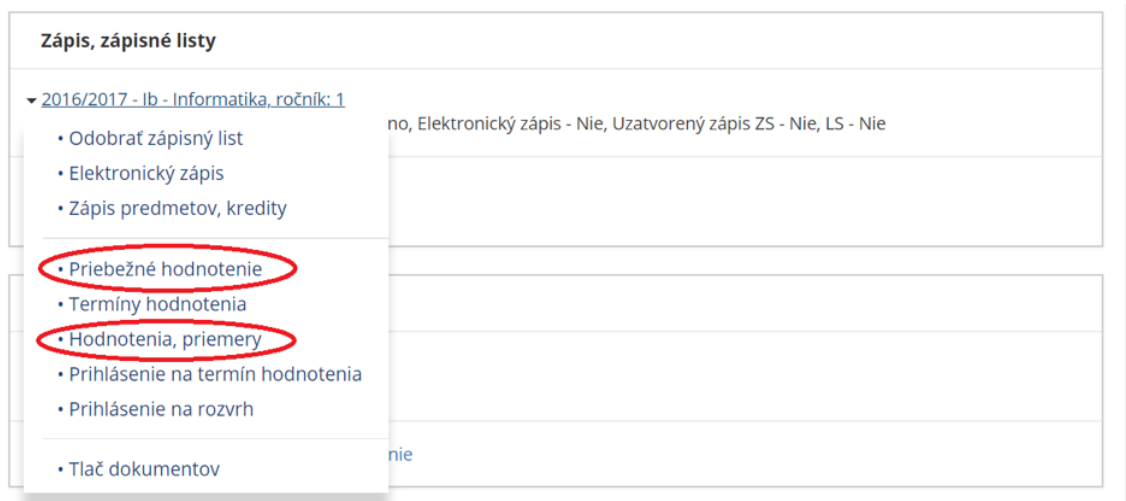 Zápis, zápisné listy
2016/2017 - Ib - Informatika, ročník: 1
no, Elektronický zápis - Nie, Uzatvorený zápis ZS - Nie, LS - Nie
• Odobrať zápisný list
• Elektronický zápis
• Zápis predmetov, kredity
• Priebežné hodnotenie
• Termíny hodnotenia
• Hodnotenia, priemery
• Prihlásenie na termín hodnotenia
• Prihlásenie na rozvrh
nie
• Tlač dokumentov